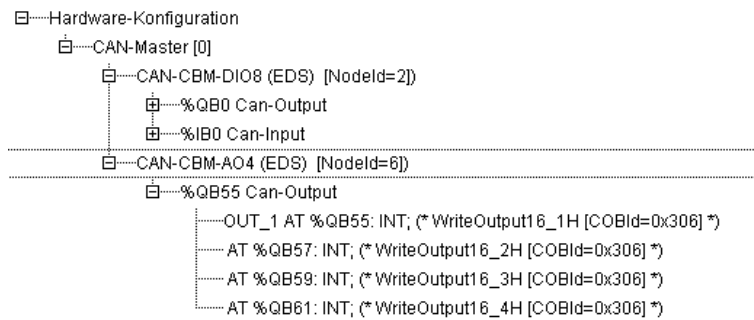 Hardware-Konfiguration
CAN-Master [0]
CAN-CBM-DIO8 (EDS) [NodeId=2])
%QB0 Can-Output
%IB0 Can-Input
CAN-CBM-AO4 (EDS) [NodeId=6])
%QB55 Can-Output
OUT_1 AT %QB55: INT; (* WriteOutput16_1H [COBId=0x306] *)
AT %QB57: INT; (* WriteOutput16_2H [COBId=0x306] *)
AT %QB59: INT; (* WriteOutput16_3H [COBId=0x306] *)
AT %QB61: INT; (* WriteOutput16_4H [COBId=0x306] *)